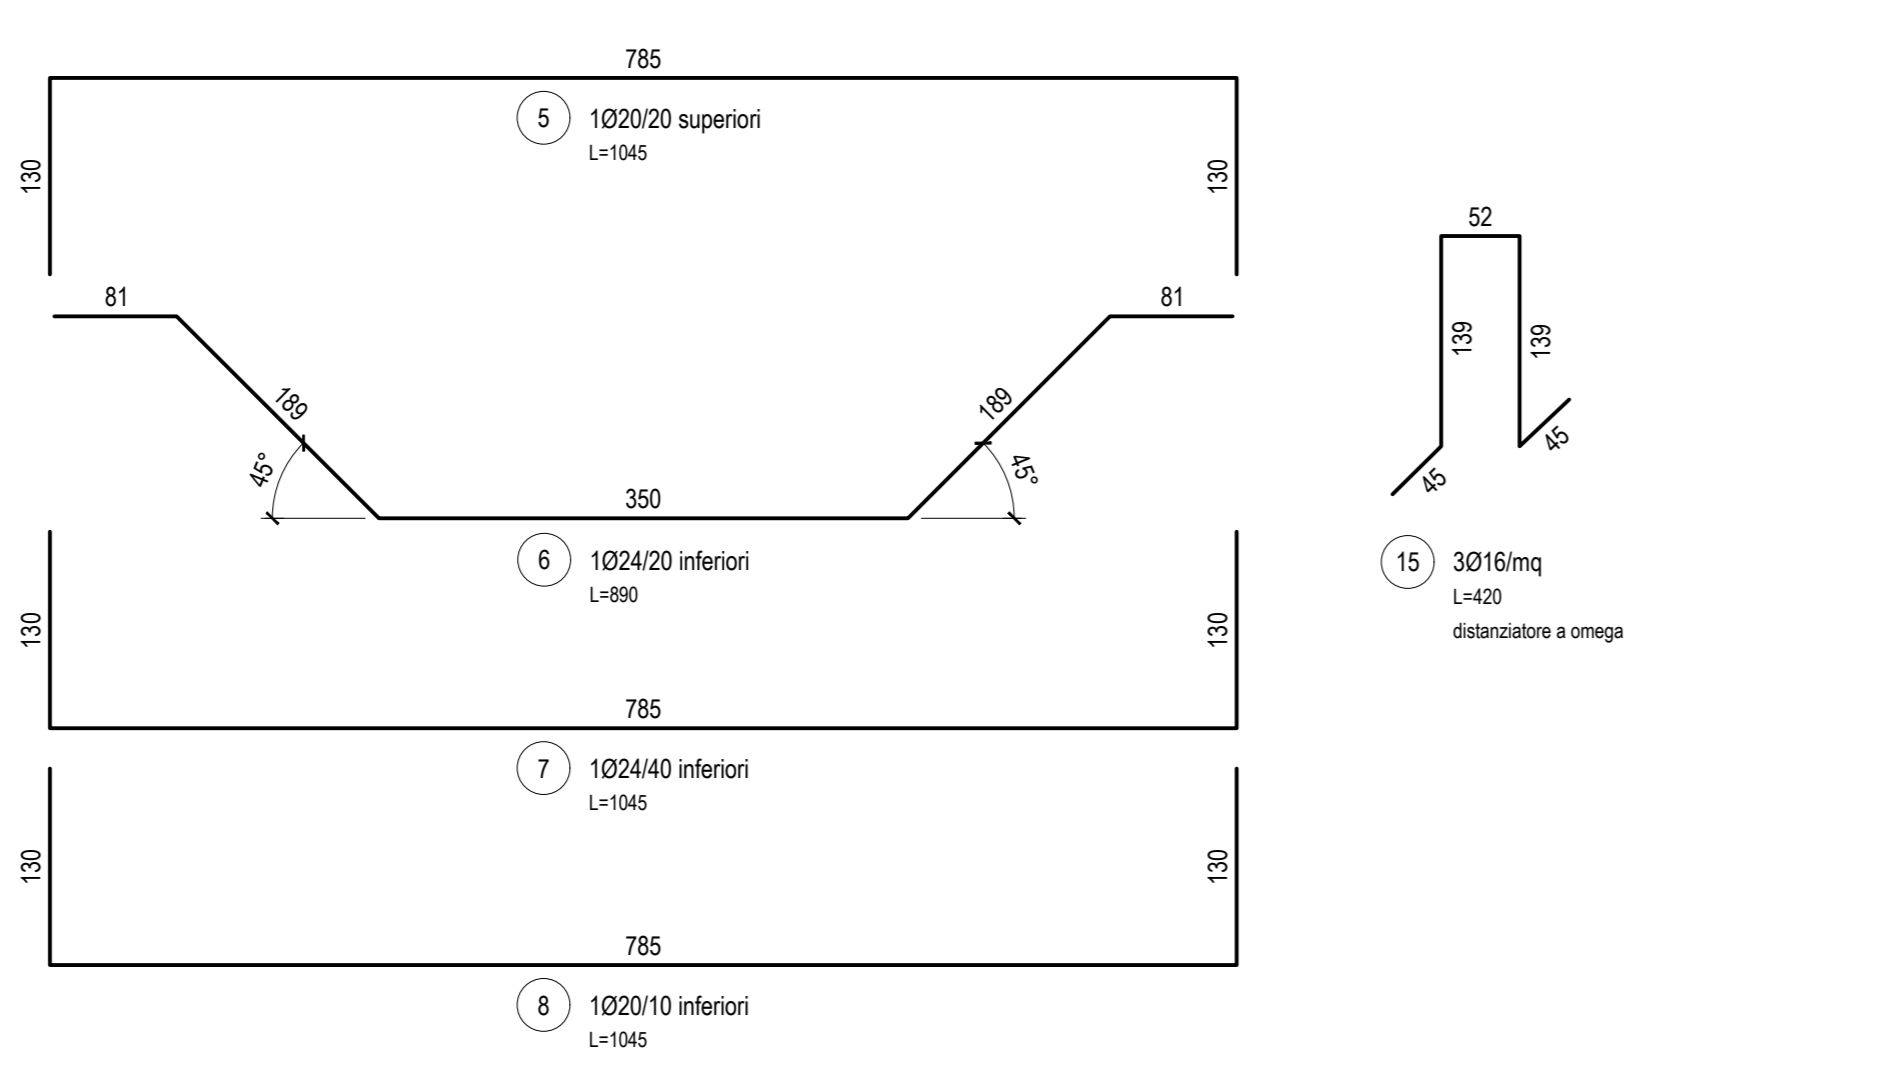 785
5
1Ø20/20 superiori
L=1045
130
130
81
81
189
189
45°
45°
350
6
1Ø24/20 inferiori
L=890
130
130
785
7
1Ø24/40 inferiori
L=1045
130
130
785
8
1Ø20/10 inferiori
L=1045
52
139
139
45
45
15
3Ø16/mq
L=420
distanziatore a omega